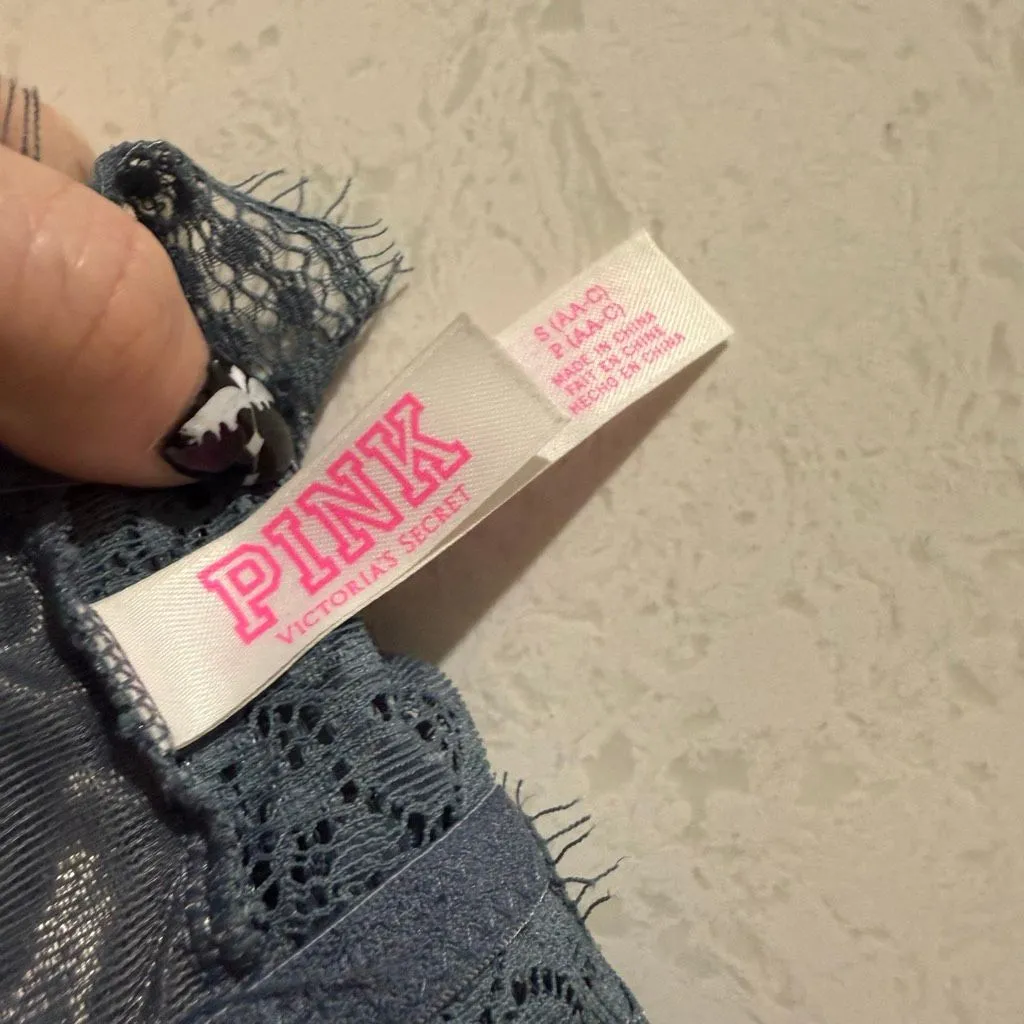 PINK
VICTORIA'S SECRET
S (AA-C)
P (AA-C)
MADE IN CHINA
FAIT EN CHINE
HECHO EN CHINA